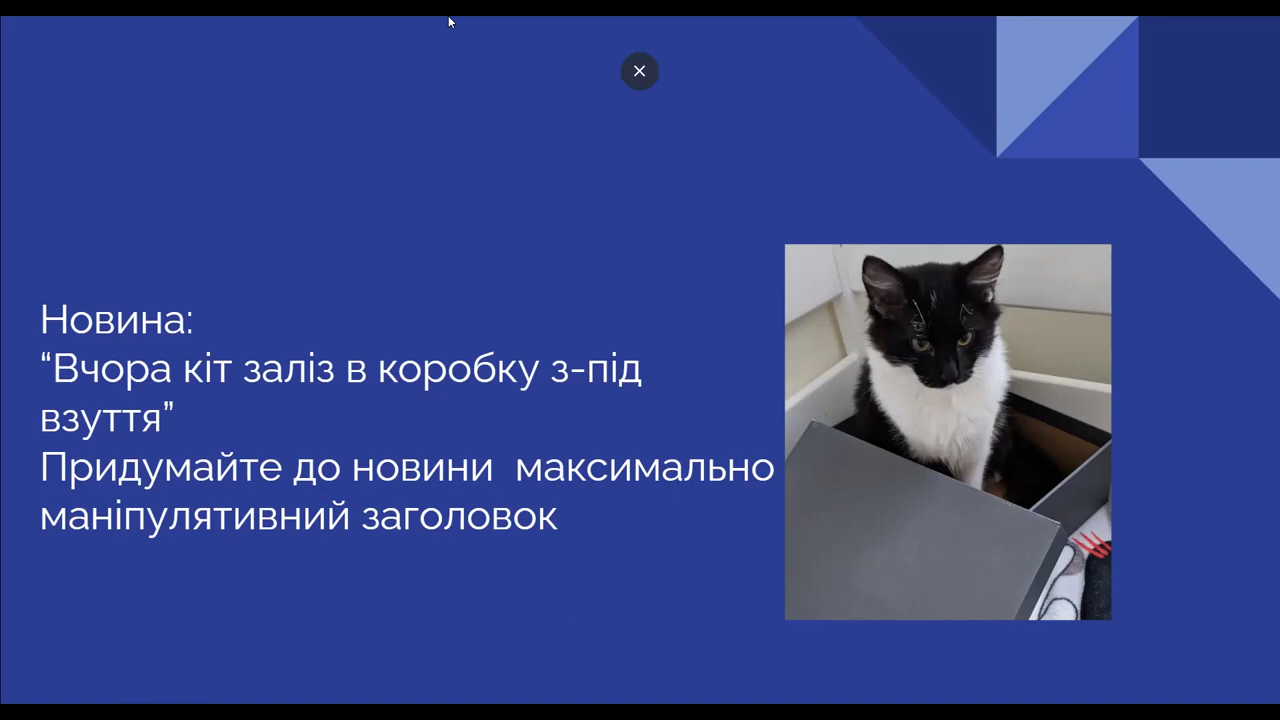 Новина:
“Вчора кіт заліз в коробку з-під
взуття”
Придумайте до новини  максимально
маніпулятивний заголовок